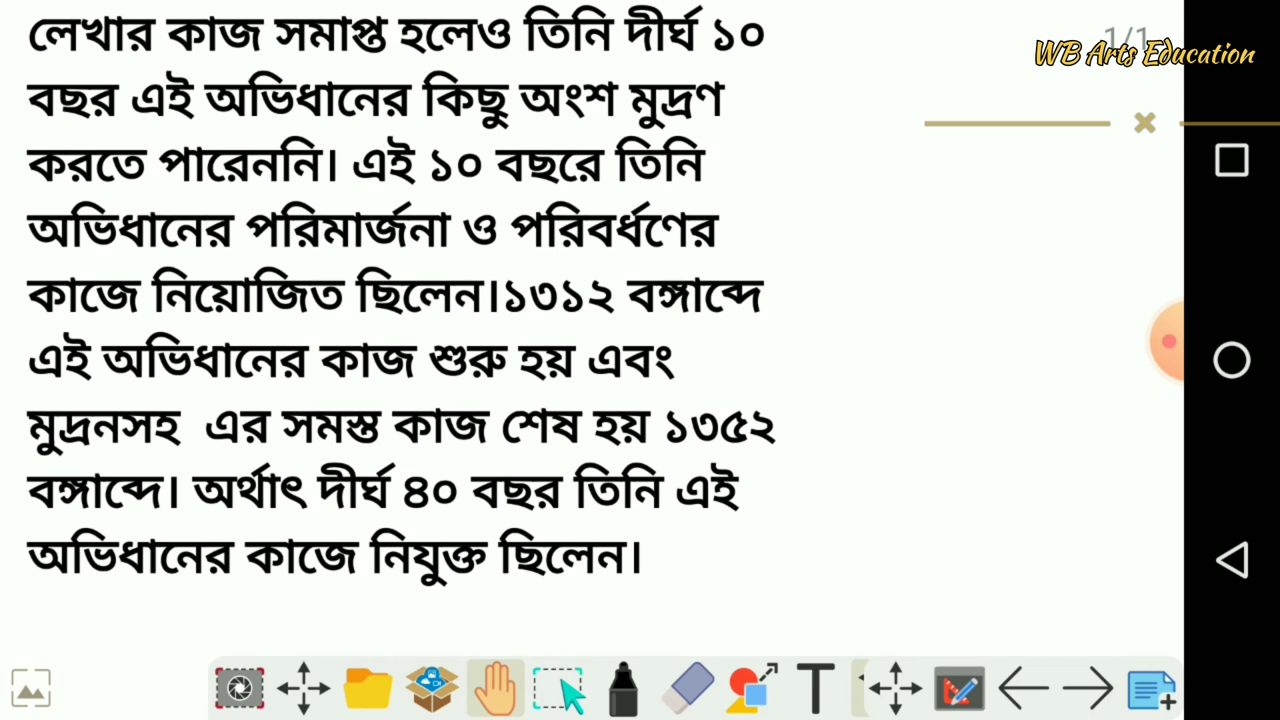 লেখার কাজ সমাপ্ত হলেও তিনি দীর্ঘ ১০
বছর এই অভিধানের কিছু অংশ মুদ্রণ
করতে পারেননি। এই ১০ বছরে তিনি
অভিধানের পরিমার্জনা ও পরিবর্ধণের
কাজে নিয়োজিত ছিলেন।১৩১২ বঙ্গাব্দে
এই অভিধানের কাজ শুরু হয় এবং
মুদ্রনসহ এর সমস্ত কাজ শেষ হয় ১৩৫২
বঙ্গাব্দে। অর্থাৎ দীর্ঘ ৪০ বছর তিনি এই
অভিধানের কাজে নিযুক্ত ছিলেন।
1/1
WB Arts Education
T